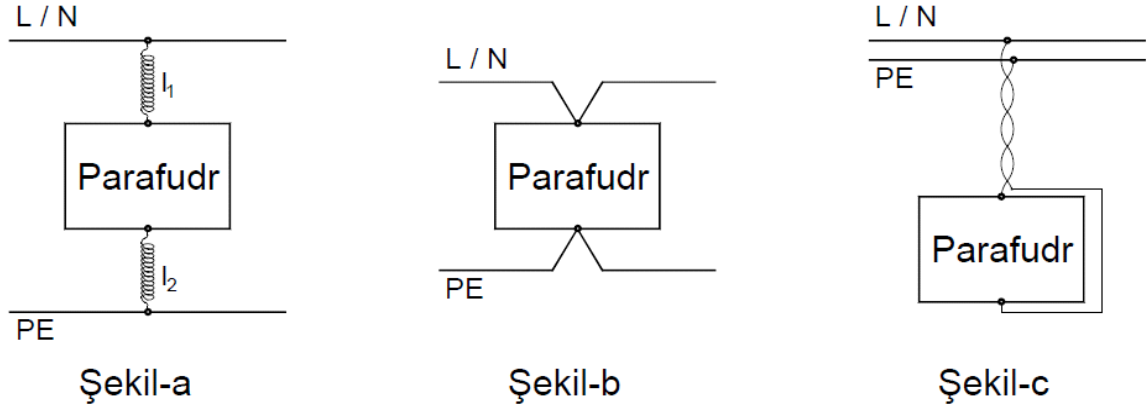 L / N
l₁
Parafudr
l₂
PE
Şekil-a
L / N
Parafudr
PE
Şekil-b
L / N
PE
Parafudr
Şekil-c